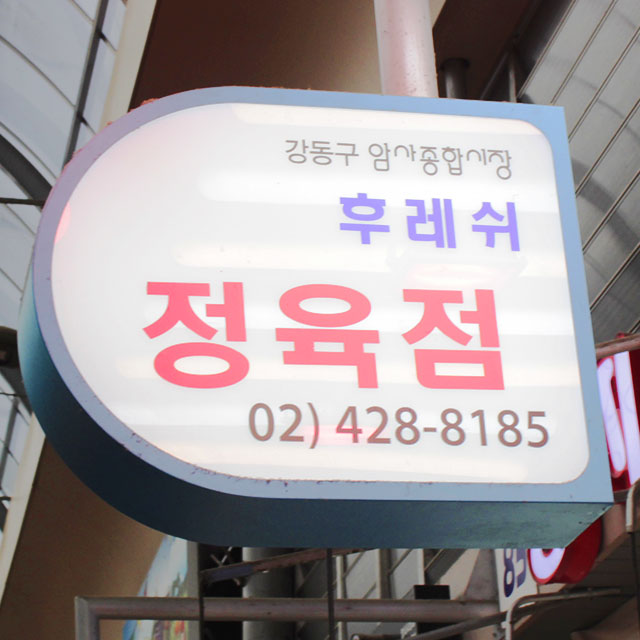 강동구 암사종합시장
후레쉬
정육점
02) 428-8185